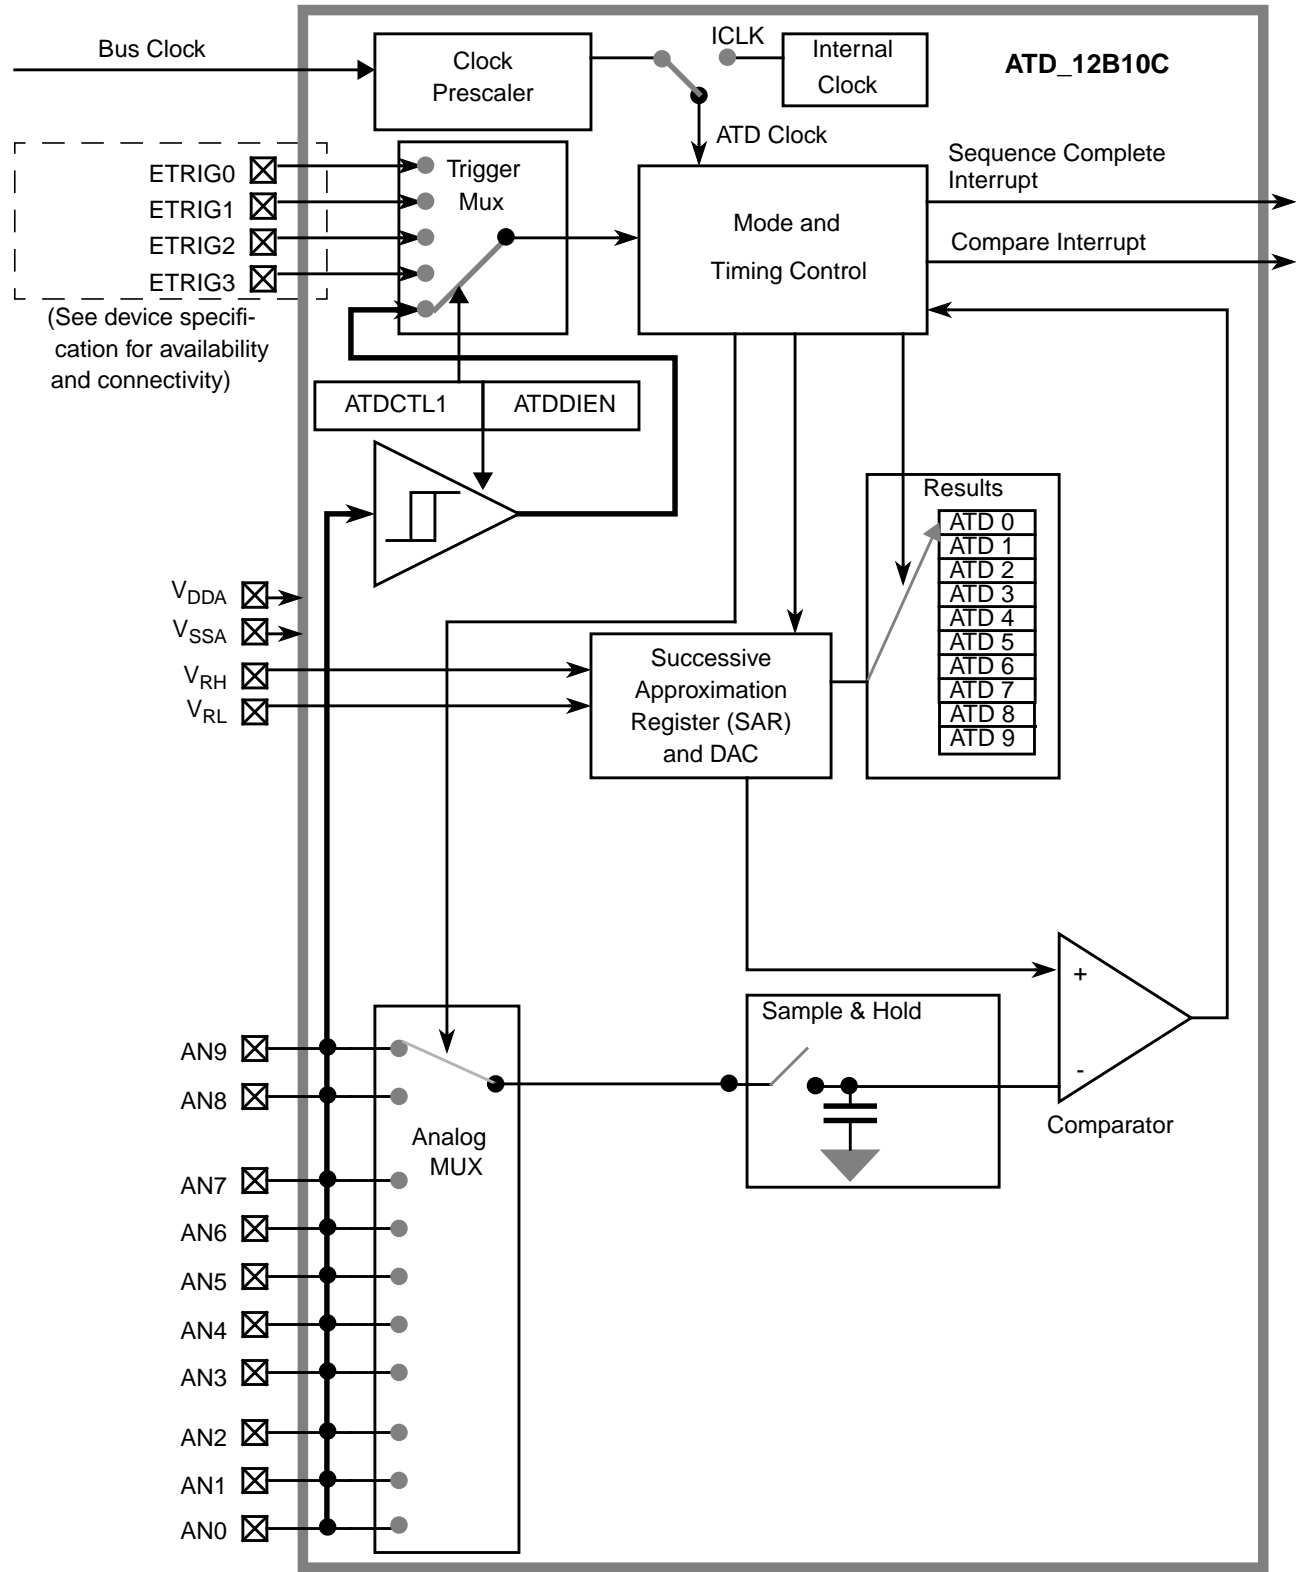 Bus Clock
Clock
Prescaler
ICLK
Internal
Clock
ATD_12B10C
ATD Clock
ETRIG0
ETRIG1
ETRIG2
ETRIG3
(See device specifi-
cation for availability
and connectivity)
Trigger
Mux
Mode and
Timing Control
Sequence Complete
Interrupt
Compare Interrupt
ATDCTL1
ATDDIEN
Results
ATD 0
ATD 1
ATD 2
ATD 3
ATD 4
ATD 5
ATD 6
ATD 7
ATD 8
ATD 9
VDDA
VSSA
VRH
VRL
Successive
Approximation
Register (SAR)
and DAC
+
-
Comparator
Sample & Hold
Analog
MUX
AN9
AN8
AN7
AN6
AN5
AN4
AN3
AN2
AN1
AN0